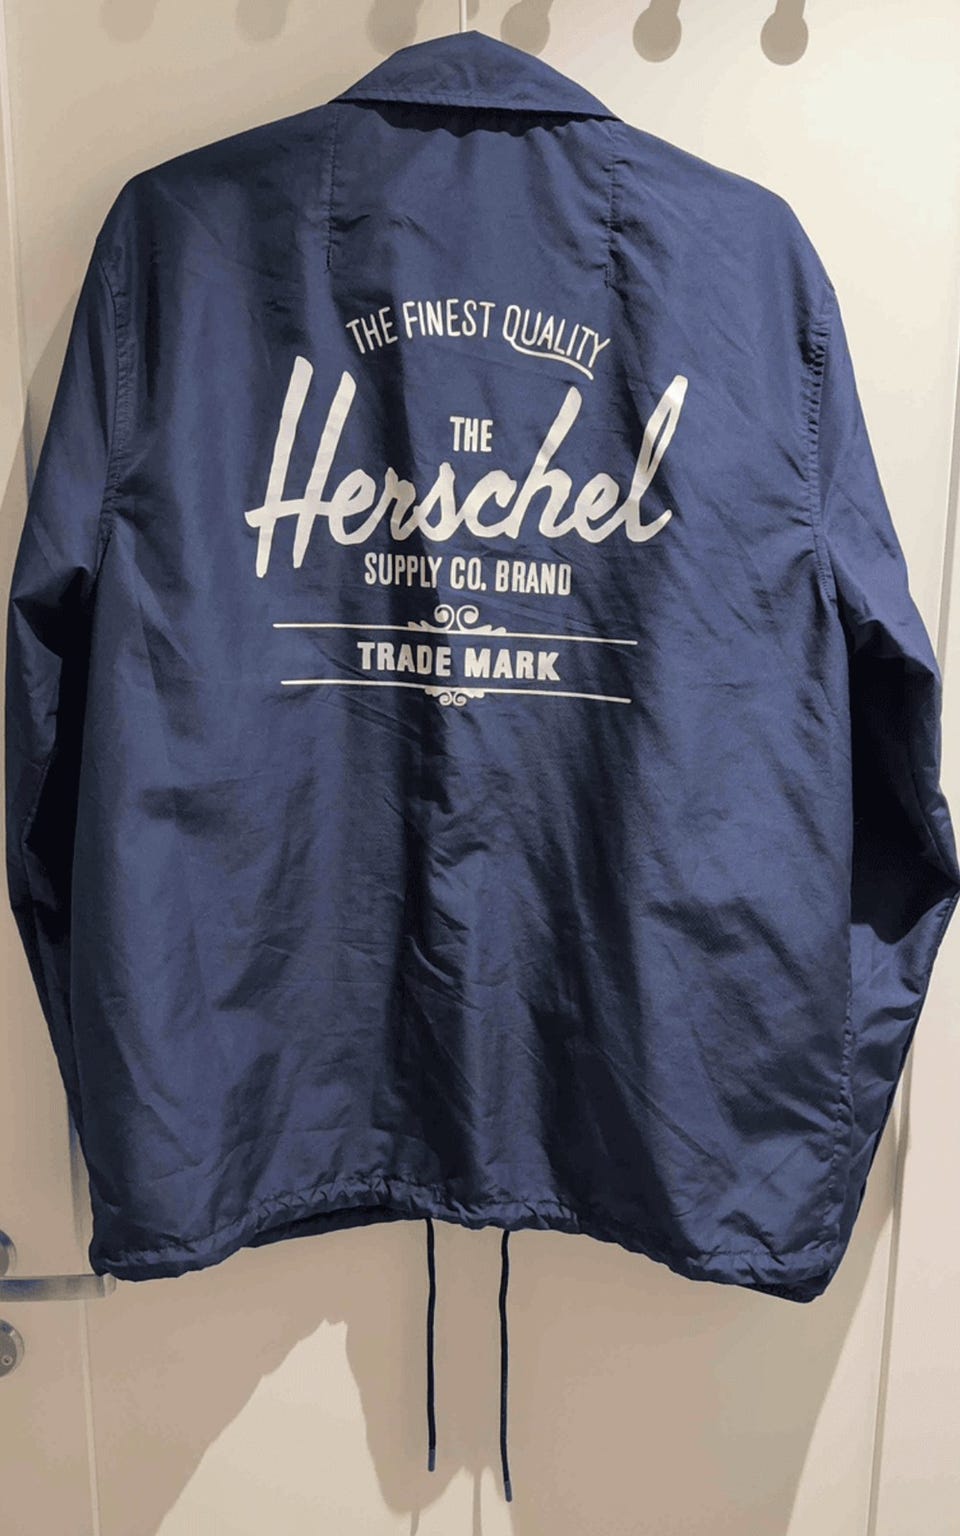 THE FINEST QUALITY
THE
Herschel
SUPPLY CO. BRAND
TRADE MARK